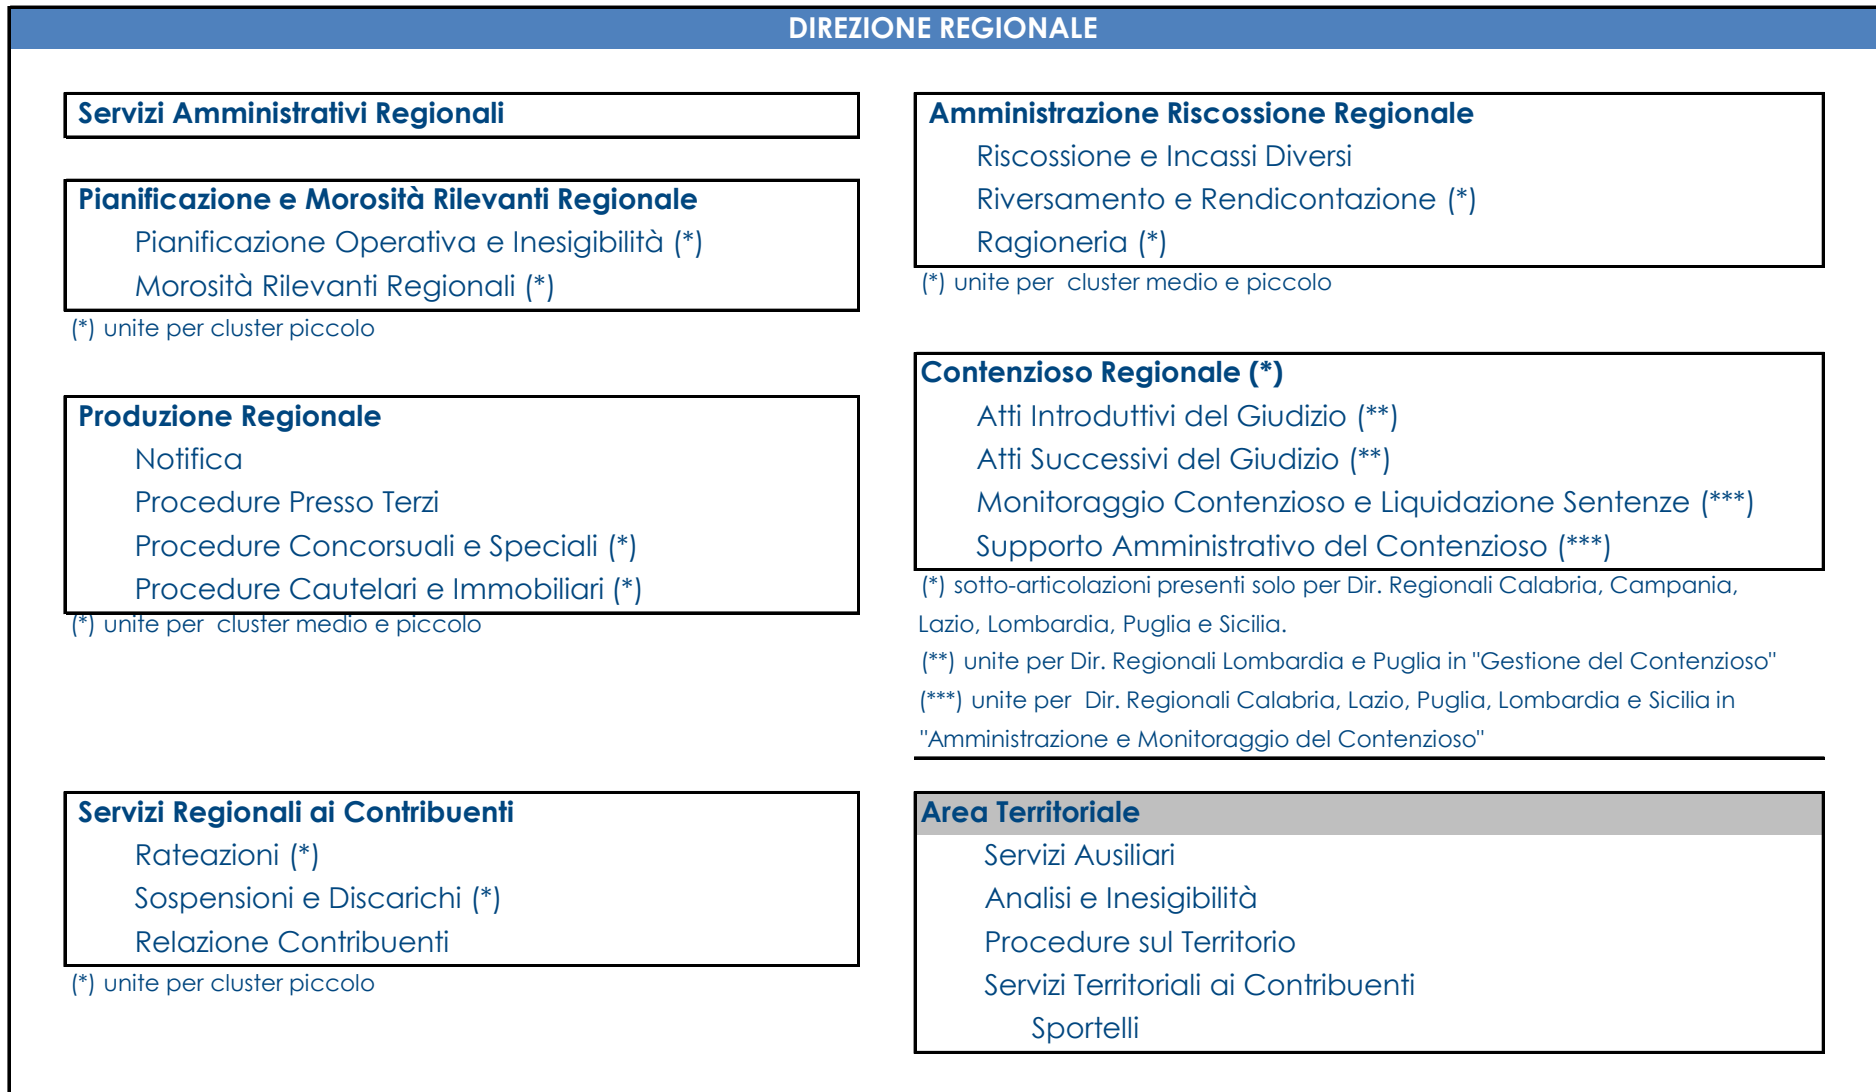 DIREZIONE REGIONALE
Servizi Amministrativi Regionali
Pianificazione e Morosità Rilevanti Regionale
Pianificazione Operativa e Inesigibilità (*)
Morosità Rilevanti Regionali (*)
(*) unite per cluster piccolo
Produzione Regionale
Notifica
Procedure Presso Terzi
Procedure Concorsuali e Speciali (*)
Procedure Cautelari e Immobiliari (*)
(*) unite per cluster medio e piccolo
Servizi Regionali ai Contribuenti
Rateazioni (*)
Sospensioni e Discarichi (*)
Relazione Contribuenti
(*) unite per cluster piccolo
Amministrazione Riscossione Regionale
Riscossione e Incassi Diversi
Riversamento e Rendicontazione (*)
Ragioneria (*)
(*) unite per cluster medio e piccolo
Contenzioso Regionale (*)
Atti Introduttivi del Giudizio (**)
Atti Successivi del Giudizio (**)
Monitoraggio Contenzioso e Liquidazione Sentenze (***)
Supporto Amministrativo del Contenzioso (***)
(*) sotto-articolazioni presenti solo per Dir. Regionali Calabria, Campania,
Lazio, Lombardia, Puglia e Sicilia.
(**) unite per Dir. Regionali Lombardia e Puglia in "Gestione del Contenzioso"
(***) unite per Dir. Regionali Calabria, Lazio, Puglia, Lombardia e Sicilia in
"Amministrazione e Monitoraggio del Contenzioso"
Area Territoriale
Servizi Ausiliari
Analisi e Inesigibilità
Procedure sul Territorio
Servizi Territoriali ai Contribuenti
Sportelli